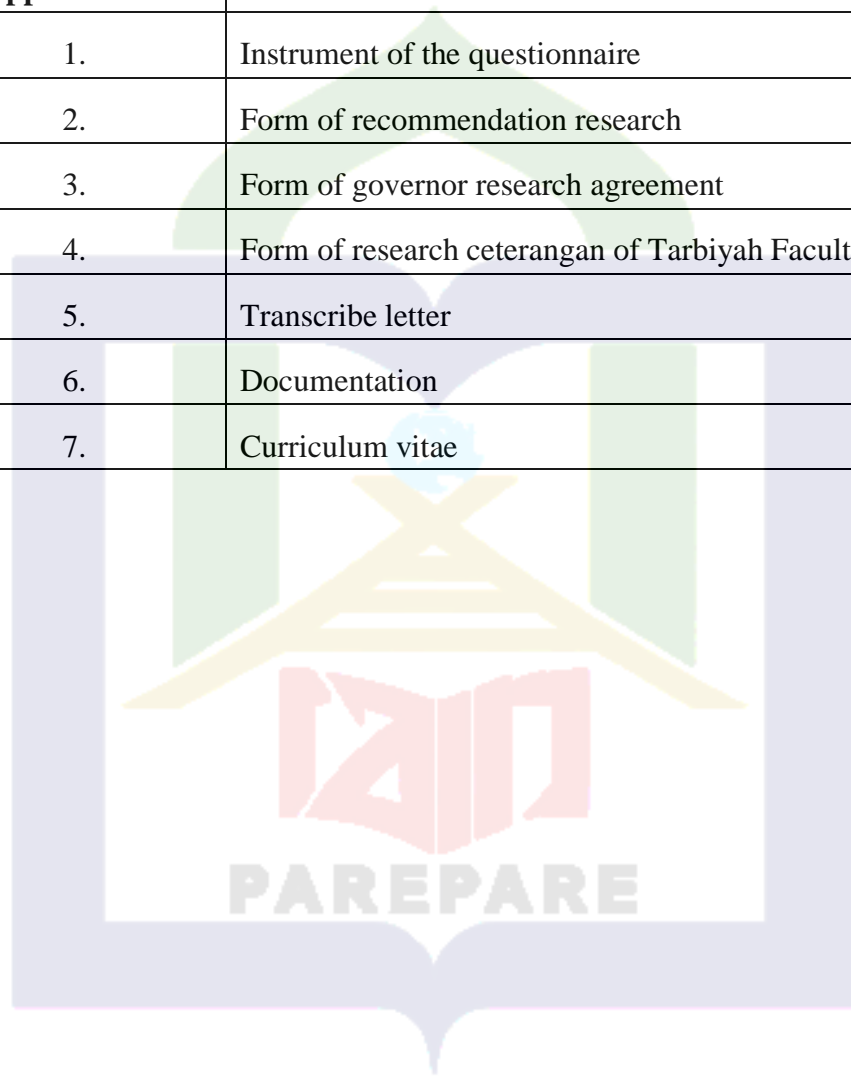 1. Instrument of the questionnaire
2. Form of recommendation research
3. Form of governor research agreement
4. Form of research ceterangan of Tarbiyah Facult
5. Transcribe letter
6. Documentation
7. Curriculum vitae
iain
PAREPARE